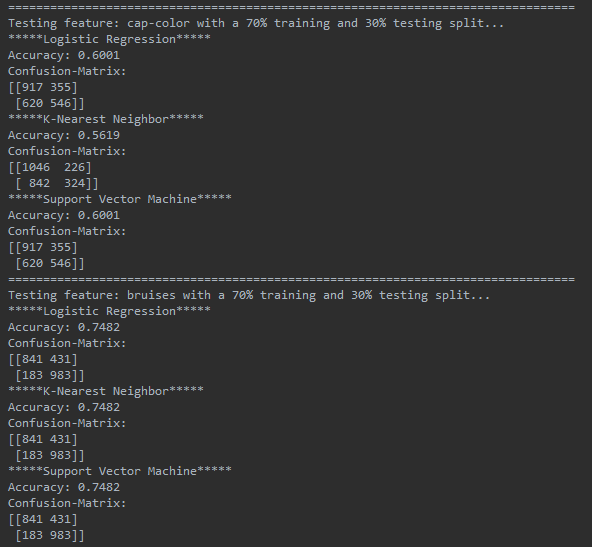 =================================================================================
Testing feature: cap-color with a 70% training and 30% testing split...
*****Logistic Regression*****
Accuracy: 0.6001
Confusion-Matrix:
[[917 355]
 [620 546]]
*****K-Nearest Neighbor*****
Accuracy: 0.5619
Confusion-Matrix:
[[1046  226]
 [ 842  324]]
*****Support Vector Machine*****
Accuracy: 0.6001
Confusion-Matrix:
[[917 355]
 [620 546]]
=================================================================================
Testing feature: bruises with a 70% training and 30% testing split...
*****Logistic Regression*****
Accuracy: 0.7482
Confusion-Matrix:
[[841 431]
 [183 983]]
*****K-Nearest Neighbor*****
Accuracy: 0.7482
Confusion-Matrix:
[[841 431]
 [183 983]]
*****Support Vector Machine*****
Accuracy: 0.7482
Confusion-Matrix:
[[841 431]
 [183 983]]